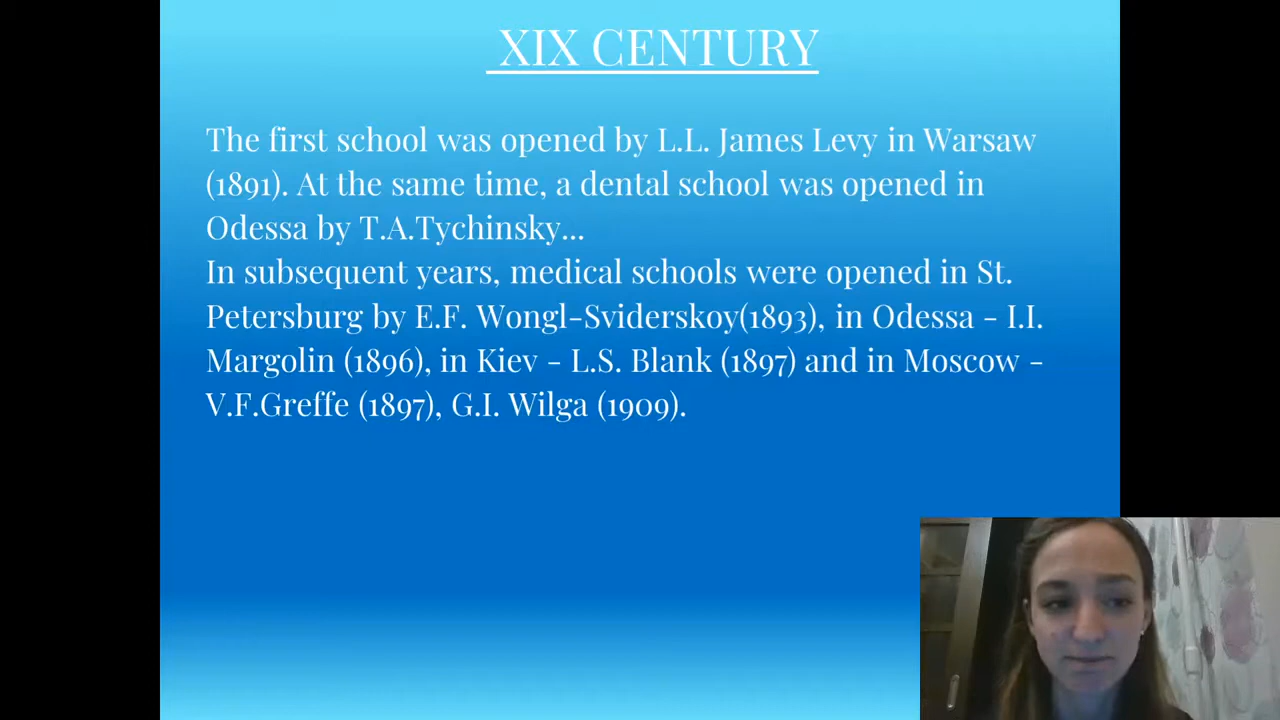 XIX CENTURY
The first school was opened by L.L. James Levy in Warsaw
(1891). At the same time, a dental school was opened in
Odessa by T.A.Tychinsky...
In subsequent years, medical schools were opened in St.
Petersburg by E.F. Wongl-Sviderskoy(1893), in Odessa - I.I.
Margolin (1896), in Kiev - L.S. Blank (1897) and in Moscow -
V.F.Greffe (1897), G.I. Wilga (1909).